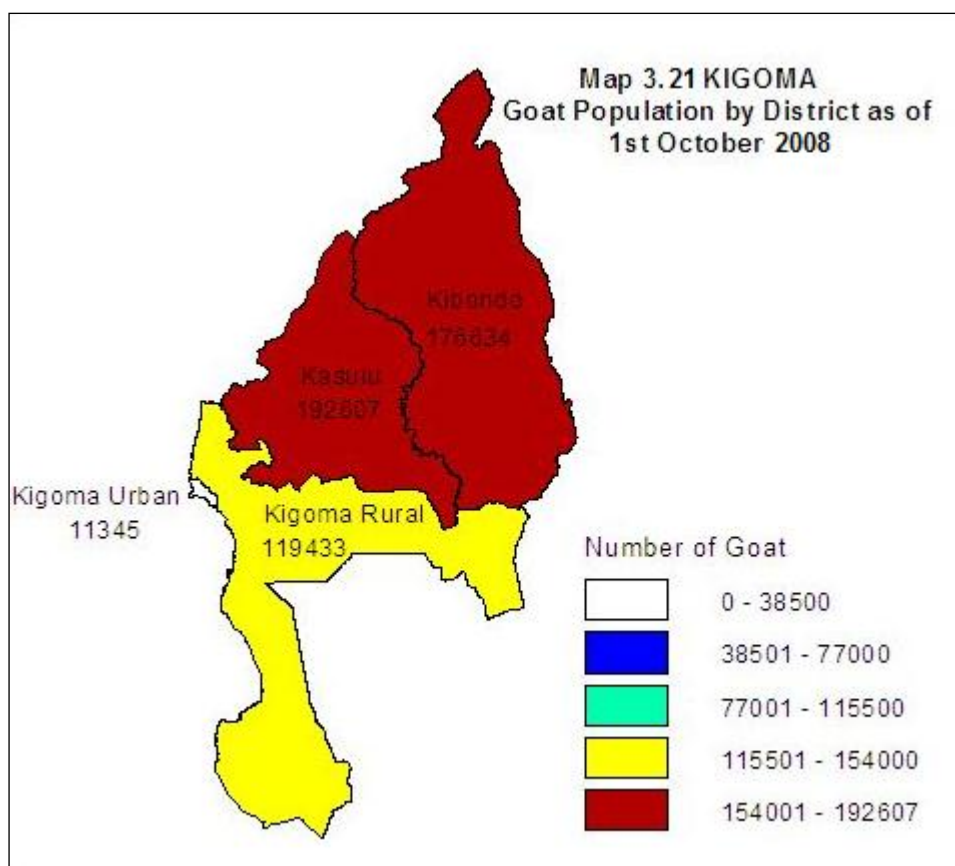 Map 3.21 KIGOMA
Goat Population by District as of
1st October 2008
Kibondo
176634
Kasulu
192607
Kigoma Urban
11345
Kigoma Rural
119433
Number of Goat
0 - 38500
38501 - 77000
77001 - 115500
115501 - 154000
154001 - 192607